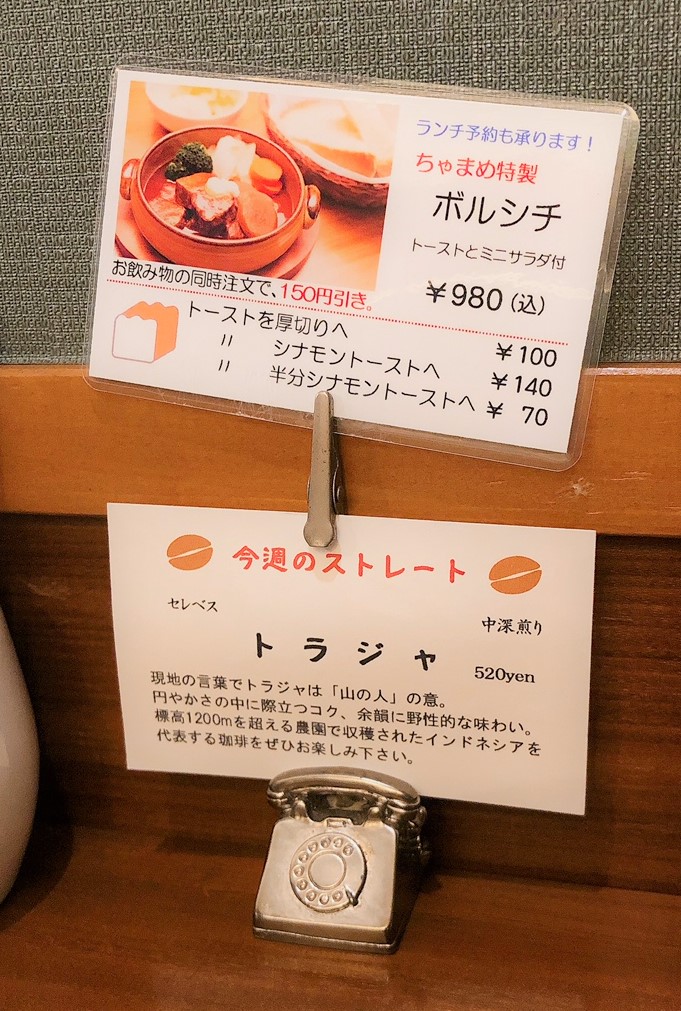 ランチ予約も承ります！
ちゃまめ特製
ボルシチ
トーストとミニサラダ付
￥980（込）
お飲み物の同時注文で、150円引き。
トーストを厚切りへ ￥100
〃 シナモントーストへ ￥140
〃 半分シナモントーストへ ￥ 70
今週のストレート
セレベス
中深煎り
トラジャ 520yen
現地の言葉でトラジャは「山の人」の意。
円やかさの中に際立つコク、余韻に野性的な味わい。
標高1200mを超える農園で収穫されたインドネシアを
代表する珈琲をぜひお楽しみ下さい。